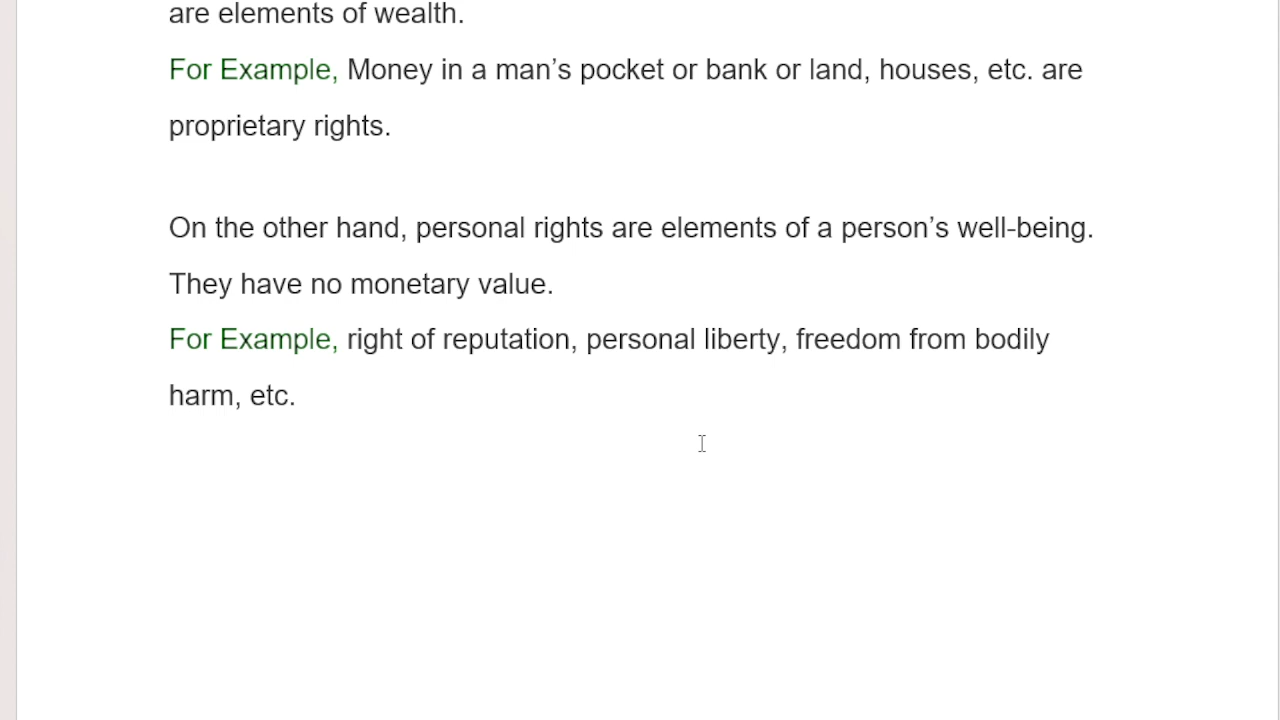 are elements of wealth.
For Example, Money in a man’s pocket or bank or land, houses, etc. are
proprietary rights.
On the other hand, personal rights are elements of a person’s well-being.
They have no monetary value.
For Example, right of reputation, personal liberty, freedom from bodily
harm, etc.